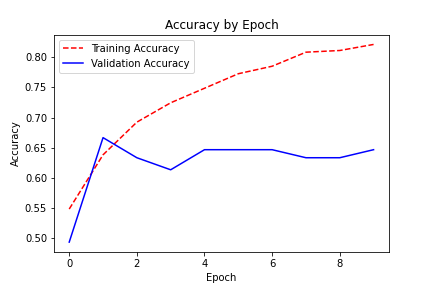 Accuracy by Epoch
Training Accuracy
Validation Accuracy
Accuracy
0.80
0.75
0.70
0.65
0.60
0.55
0.50
0 2 4 6 8
Epoch